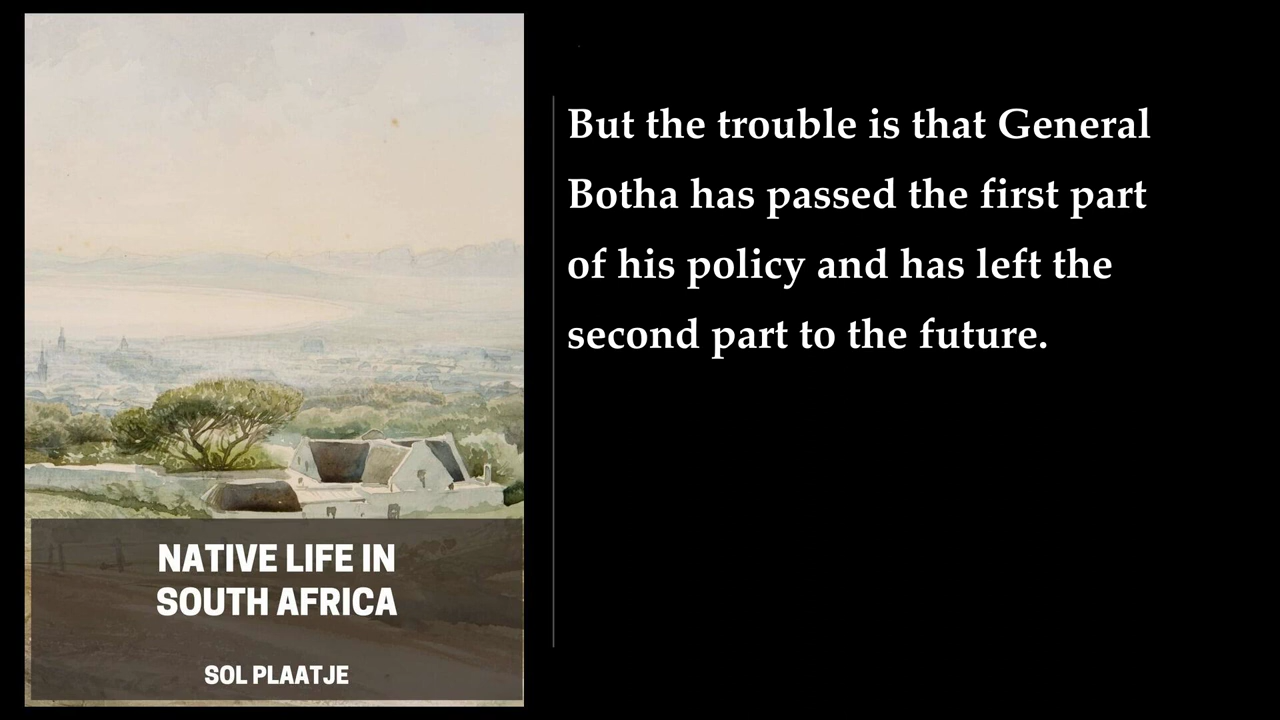 But the trouble is that General
Botha has passed the first part
of his policy and has left the
second part to the future.
NATIVE LIFE IN
SOUTH AFRICA
SOL PLAATJE